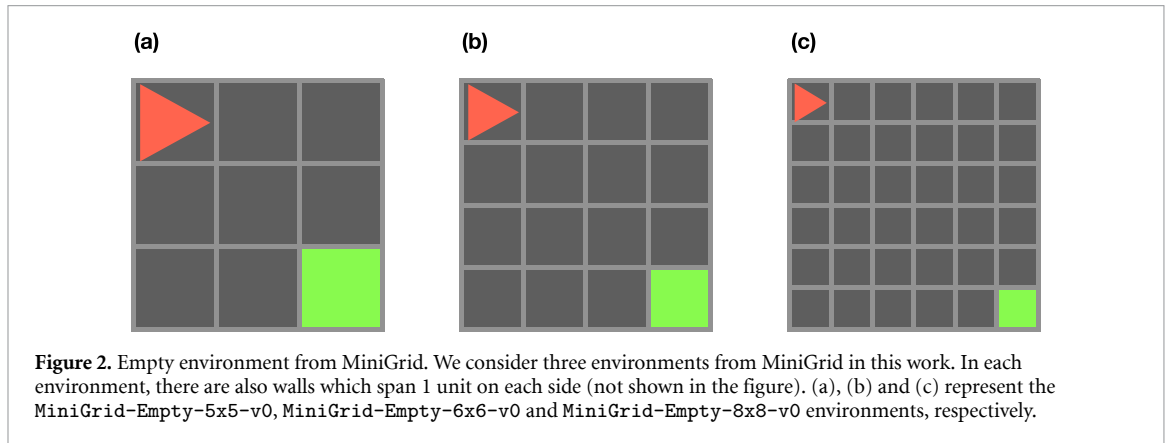 (a) (b) (c)
Figure 2. Empty environment from MiniGrid. We consider three environments from MiniGrid in this work. In each
environment, there are also walls which span 1 unit on each side (not shown in the figure). (a), (b) and (c) represent the
MiniGrid-Empty-5x5-v0, MiniGrid-Empty-6x6-v0 and MiniGrid-Empty-8x8-v0 environments, respectively.